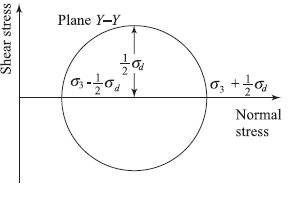 Shear stress
Plane Y–Y
½σd
σ3 - ½σd
σ3 + ½σd
Normal
stress